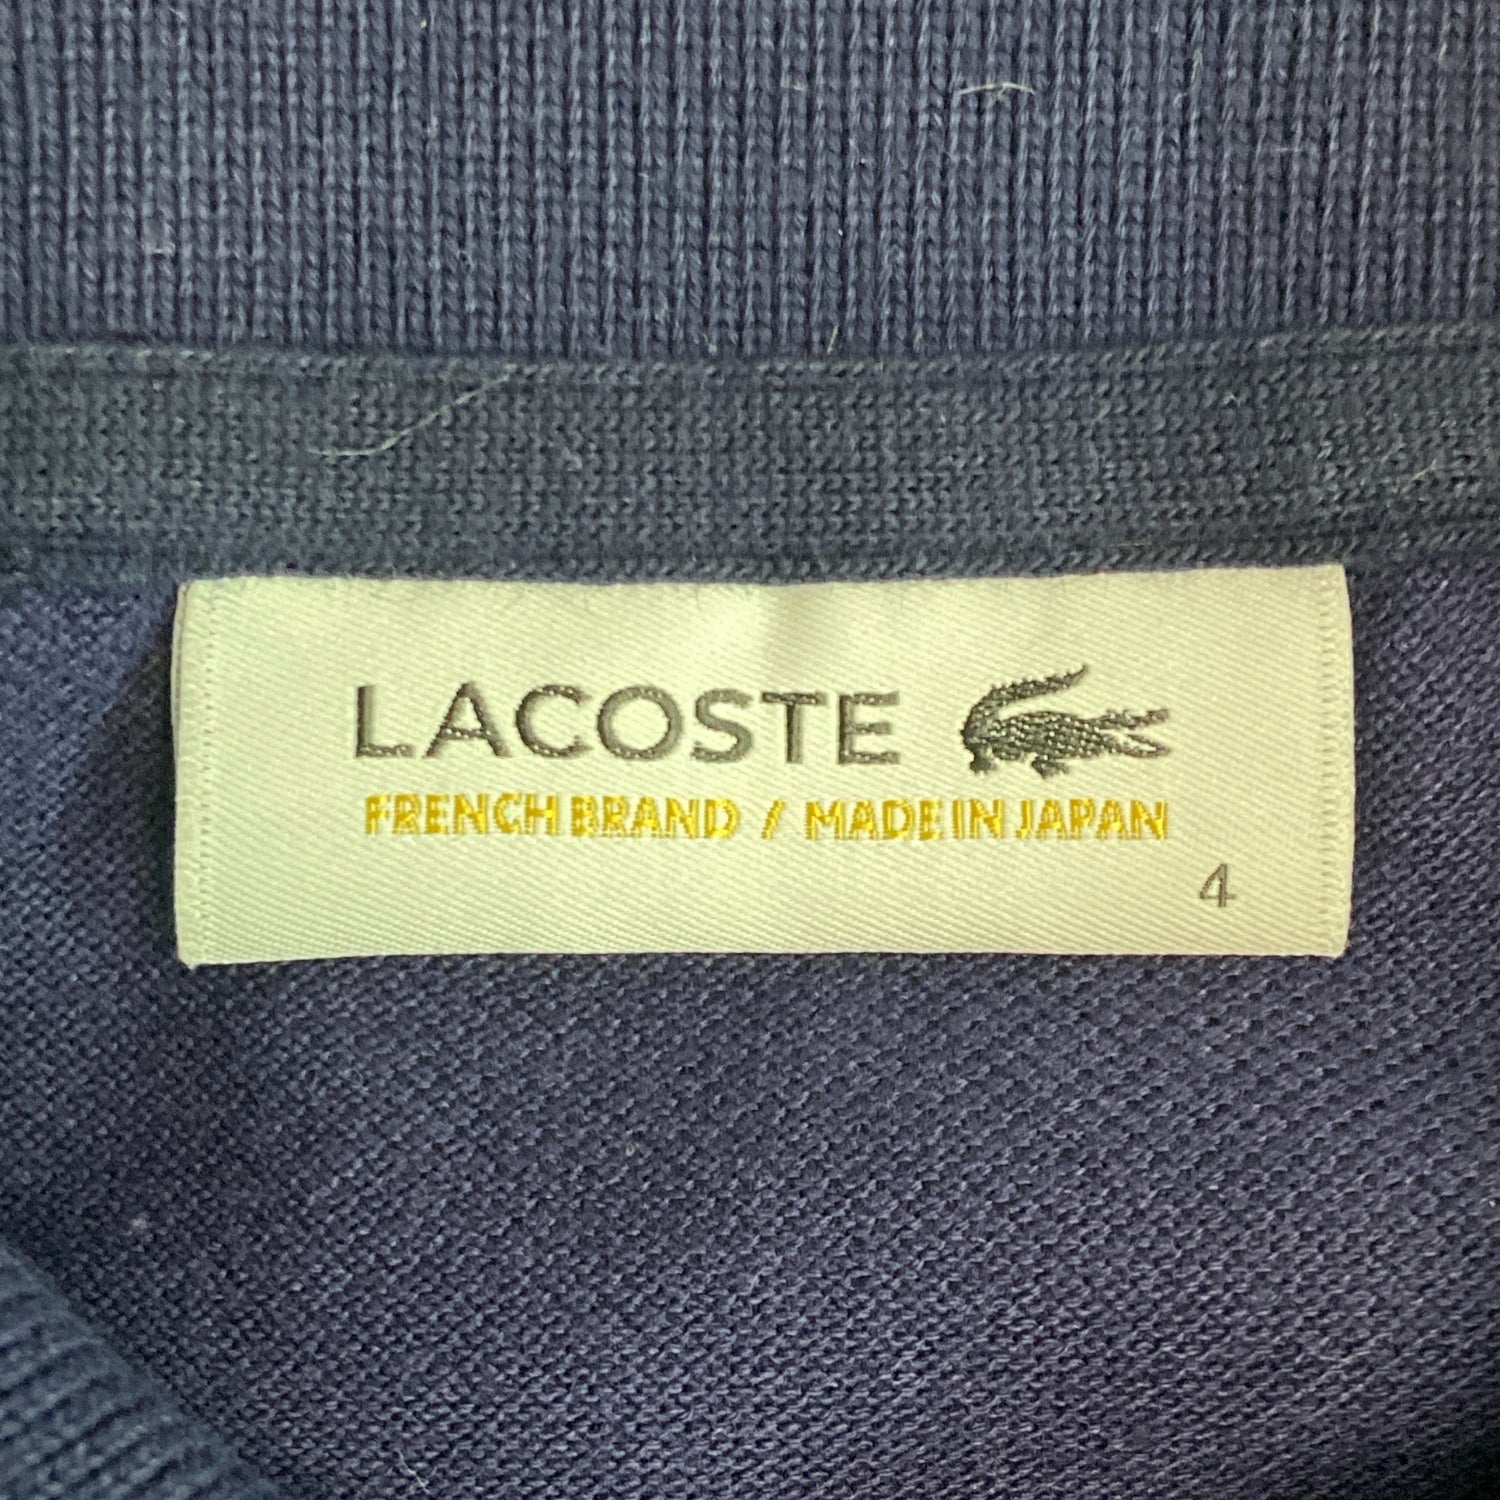 LACOSTE
FRENCH BRAND / MADE IN JAPAN
4